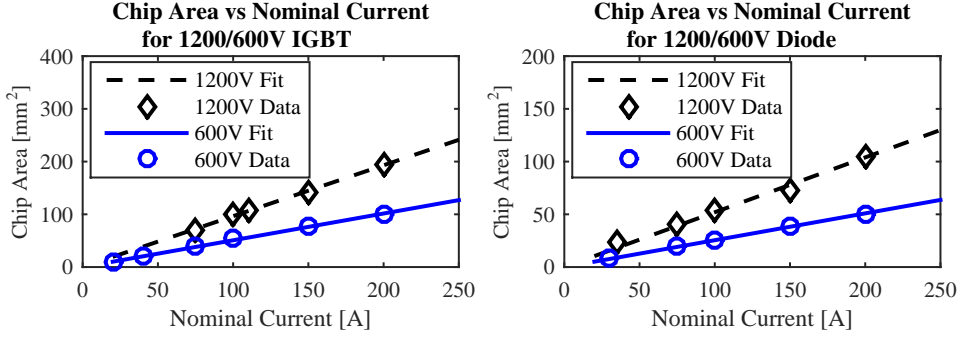 Chip Area vs Nominal Current
for 1200/600V IGBT
Chip Area [mm²]
400
300
200
100
0
1200V Fit
1200V Data
600V Fit
600V Data
0 50 100 150 200 250
Nominal Current [A]
Chip Area vs Nominal Current
for 1200/600V Diode
Chip Area [mm²]
200
150
100
50
0
1200V Fit
1200V Data
600V Fit
600V Data
0 50 100 150 200 250
Nominal Current [A]